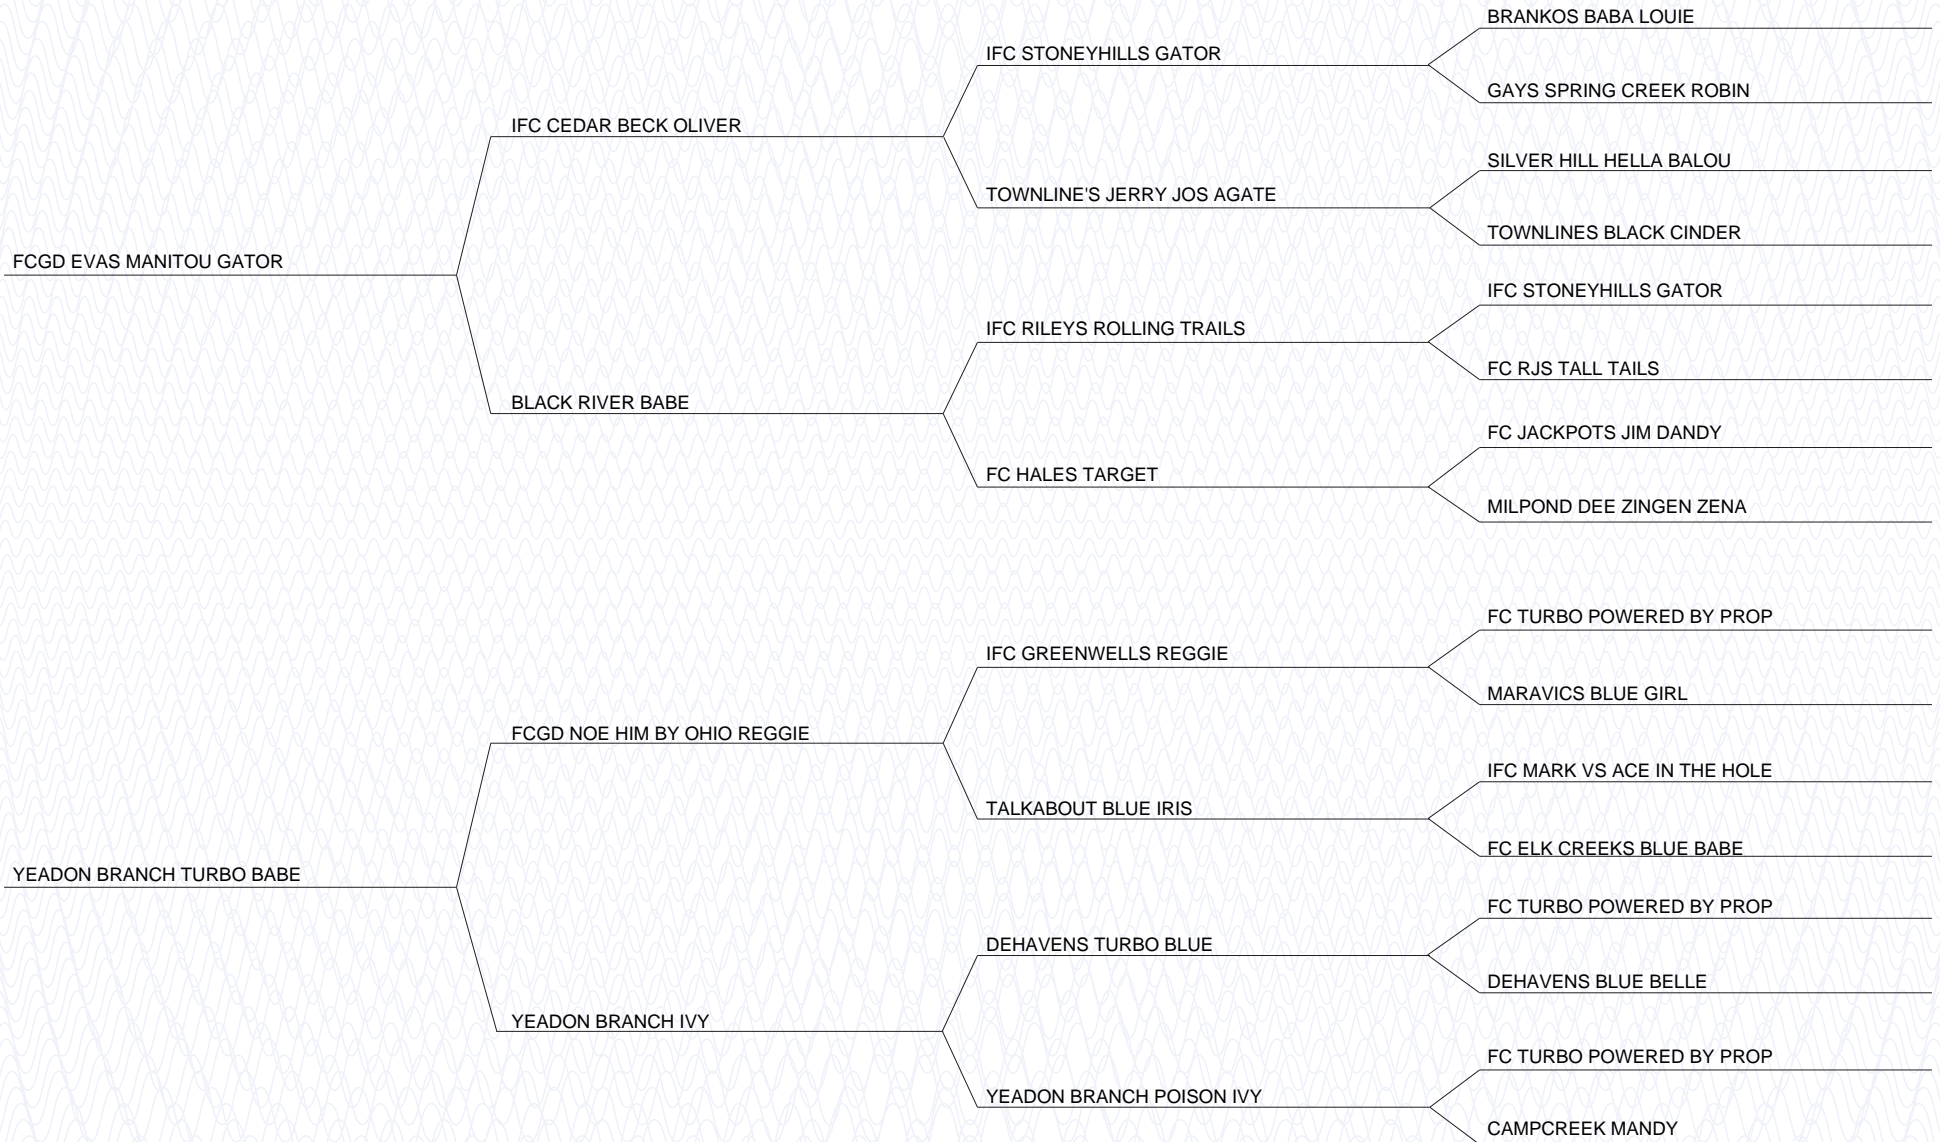 BRANKOS BABA LOUIE
IFC STONEYHILLS GATOR
GAYS SPRING CREEK ROBIN
IFC CEDAR BECK OLIVER
SILVER HILL HELLA BALOU
TOWNLINE'S JERRY JOS AGATE
TOWNLINES BLACK CINDER
FCGD EVAS MANITOU GATOR
IFC STONEYHILLS GATOR
IFC RILEYS ROLLING TRAILS
FC RJS TALL TAILS
BLACK RIVER BABE
FC JACKPOTS JIM DANDY
FC HALES TARGET
MILPOND DEE ZINGEN ZENA
FC TURBO POWERED BY PROP
IFC GREENWELLS REGGIE
MARAVICS BLUE GIRL
FCGD NOE HIM BY OHIO REGGIE
IFC MARK VS ACE IN THE HOLE
TALKABOUT BLUE IRIS
FC ELK CREEKS BLUE BABE
YEADON BRANCH TURBO BABE
FC TURBO POWERED BY PROP
DEHAVENS TURBO BLUE
DEHAVENS BLUE BELLE
YEADON BRANCH IVY
FC TURBO POWERED BY PROP
YEADON BRANCH POISON IVY
CAMPCREEK MANDY